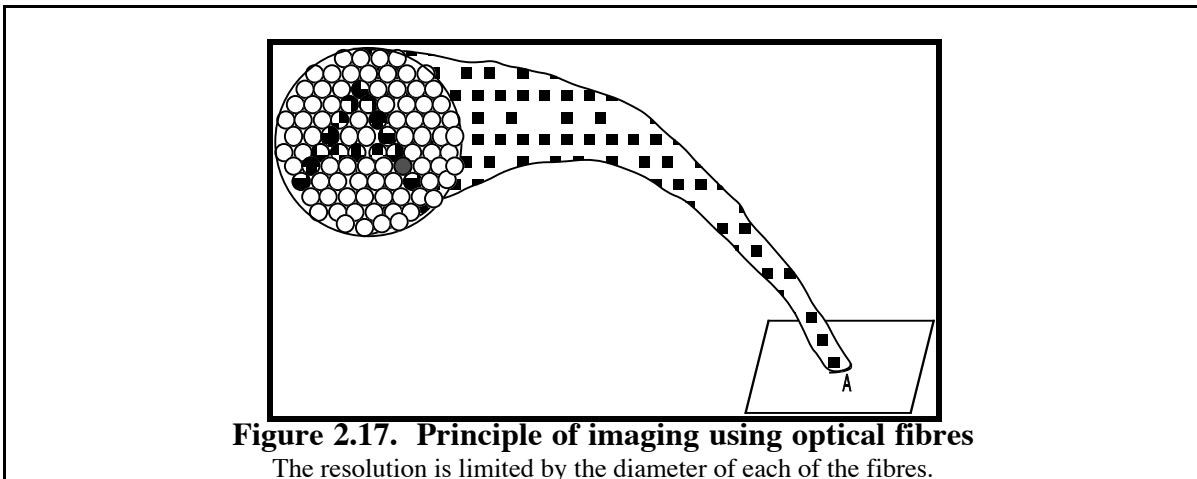 A
Figure 2.17. Principle of imaging using optical fibres
The resolution is limited by the diameter of each of the fibres.